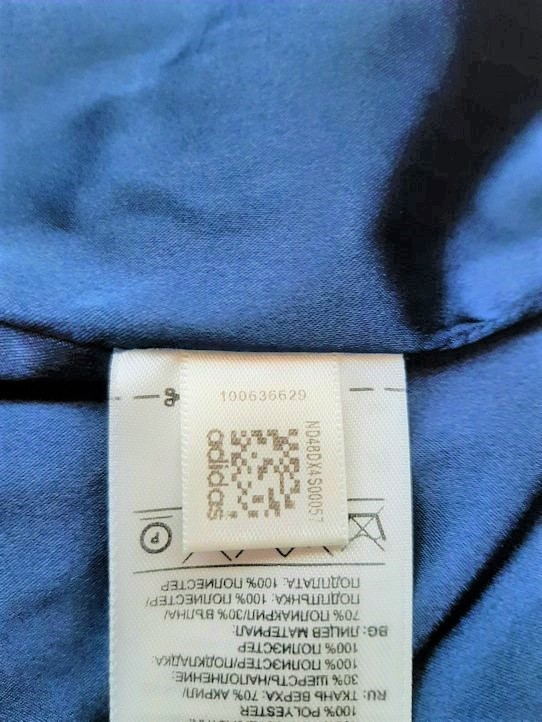 100636629
ND48DX4S00057
adidas
P
100% POLYESTER
RU: ТКАНЬ ВЕРХА: 70% АКРИЛ/
30% ШЕРСТЬ/НАПОЛНЕНИЕ:
100% ПОЛИЭСТЕР/ПОДКЛАДКА:
100% ПОЛИЭСТЕР
BG: ЛИЦЕВ МАТЕРИАЛ:
70% ПОЛИАКРИЛ/30% ВЪЛНА/
ПОДПЛЪНКА: 100% ПОЛИЕСТЕР/
ПОДПЛАТА: 100% ПОЛИЕСТЕР